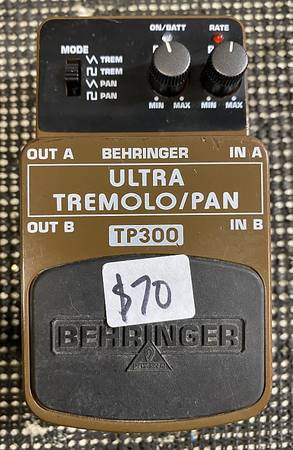 ON/BATT RATE
MODE
TREM
TREM
PAN
PAN
MIN MAX MIN MAX
OUT A BEHRINGER IN A
ULTRA
TREMOLO/PAN
OUT B IN B
TP300
$70
BEHRINGER